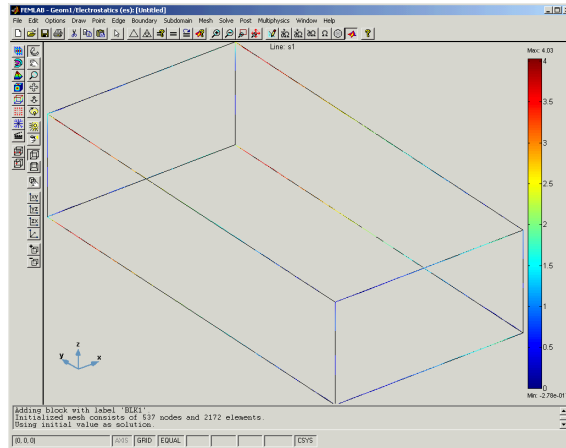 FEMLAB - Geom1/Electrostatics (es): [Untitled]
File Edit Options Draw Point Edge Boundary Subdomain Mesh Solve Post Multiphysics Window Help
Line: s1
Max: 4.03
4
3.5
3
2.5
2
1.5
1
0.5
0
Min: -2.78e-01
z
y
x
Adding block with label 'BLK1'.
Initialized mesh consists of 537 nodes and 2172 elements.
Using initial value as solution.
(0, 0, 0)
AXIS GRID EQUAL CSYS